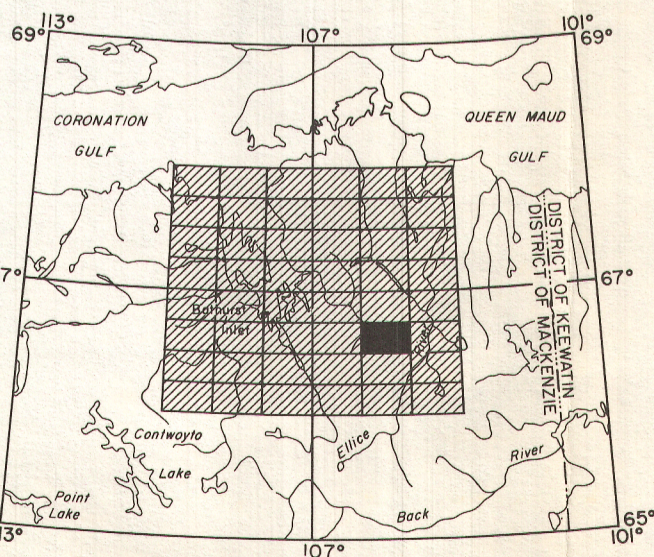 113°
107°
101°
69°
69°
CORONATION
GULF
QUEEN MAUD
GULF
DISTRICT OF KEEWATIN
DISTRICT OF MACKENZIE
7°
67°
Bathurst
Inlet
River
Contwoyto
Lake
Ellice
River
Point
Lake
Back
65°
13°
107°
101°